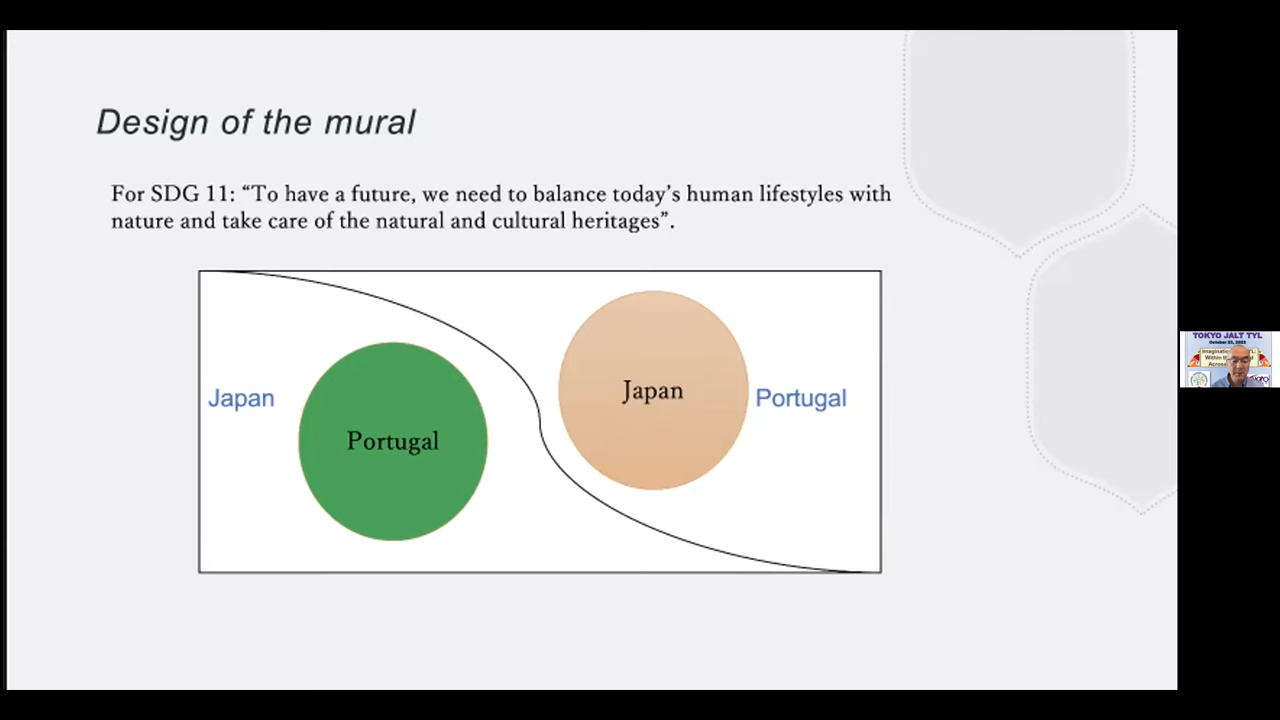 Design of the mural
For SDG 11: “To have a future, we need to balance today’s human lifestyles with
nature and take care of the natural and cultural heritages”.
Japan
Portugal
Japan
Portugal
TOKYO JALT TYL